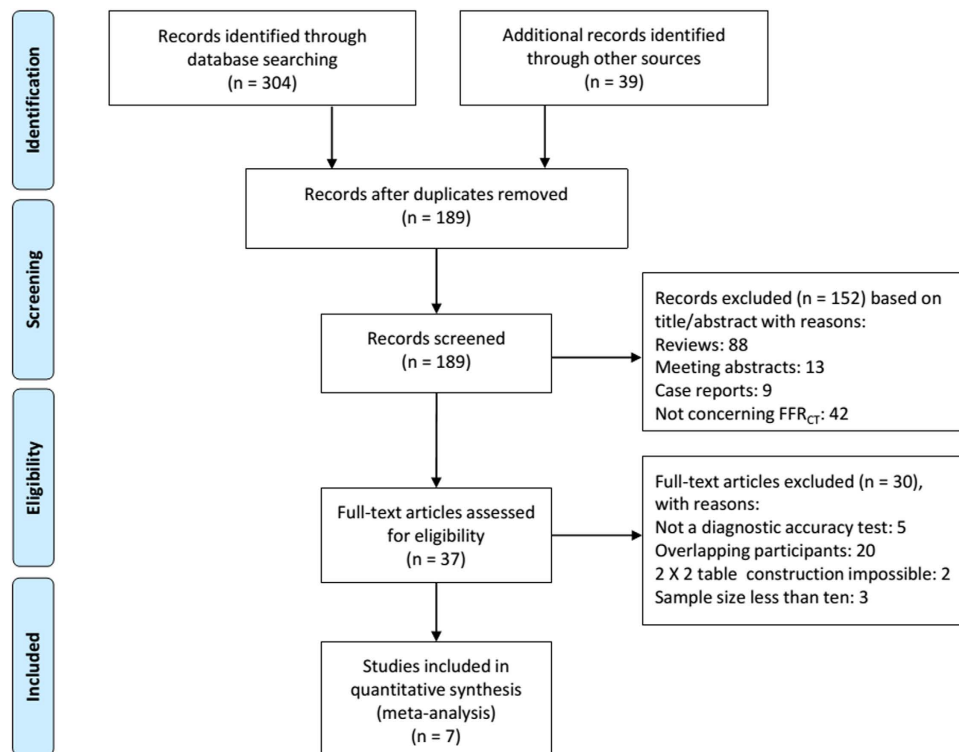 Identification
Records identified through
database searching
(n = 304)
Additional records identified
through other sources
(n = 39)
Records after duplicates removed
(n = 189)
Screening
Records screened
(n = 189)
Records excluded (n = 152) based on
title/abstract with reasons:
Reviews: 88
Meeting abstracts: 13
Case reports: 9
Not concerning FFRCT: 42
Eligibility
Full-text articles assessed
for eligibility
(n = 37)
Full-text articles excluded (n = 30),
with reasons:
Not a diagnostic accuracy test: 5
Overlapping participants: 20
2 X 2 table construction impossible: 2
Sample size less than ten: 3
Included
Studies included in
quantitative synthesis
(meta-analysis)
(n = 7)